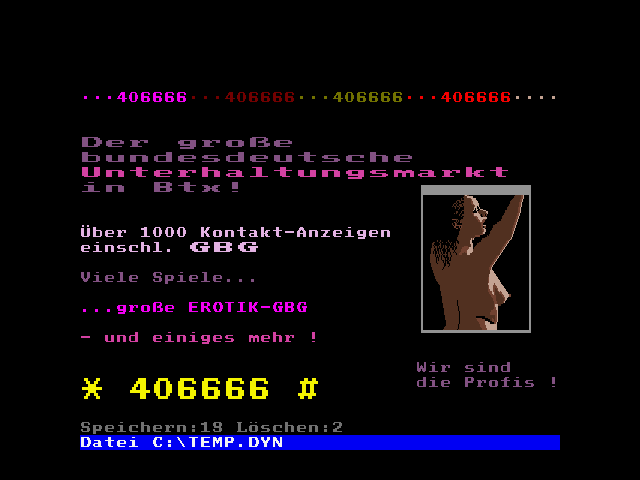 ...406666...406666...406666...406666....
Der große
bundesdeutsche
Unterhaltungsmarkt
in Btx!
Über 1000 Kontakt-Anzeigen
einschl. GBG
Viele Spiele...
...große EROTIK-GBG
- und einiges mehr !
Wir sind
die Profis !
* 406666 #
Speichern:19 Löschen:2
Datei C:\TEMP.DYN